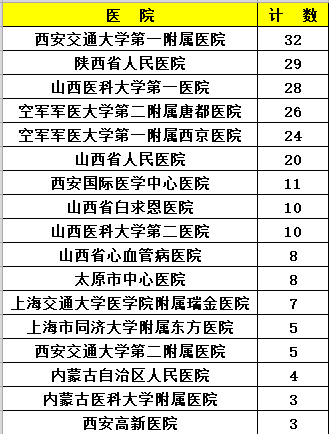 医 院 计 数
西安交通大学第一附属医院 32
陕西省人民医院 29
山西医科大学第一医院 28
空军军医大学第二附属唐都医院 26
空军军医大学第一附属西京医院 24
山西省人民医院 20
西安国际医学中心医院 11
山西省白求恩医院 10
山西医科大学第二医院 10
山西省心血管病医院 8
太原市中心医院 8
上海交通大学医学院附属瑞金医院 7
上海市同济大学附属东方医院 5
西安交通大学第二附属医院 5
内蒙古自治区人民医院 4
内蒙古医科大学附属医院 3
西安高新医院 3